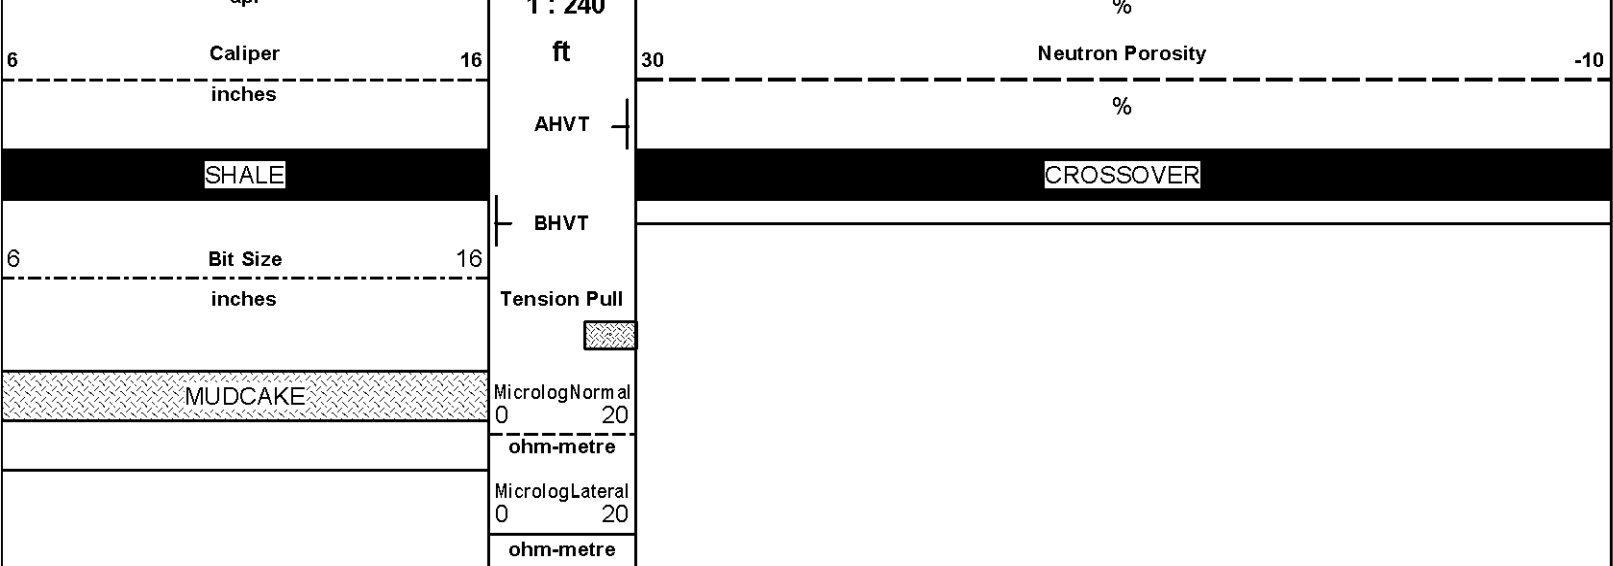 1 : 240
%
6 Caliper 16
ft
30 Neutron Porosity -10
inches
%
AHVT
SHALE
CROSSOVER
BHVT
6 Bit Size 16
inches
Tension Pull
MUDCAKE
MicrologNormal
0 20
ohm-metre
MicrologLateral
0 20
ohm-metre